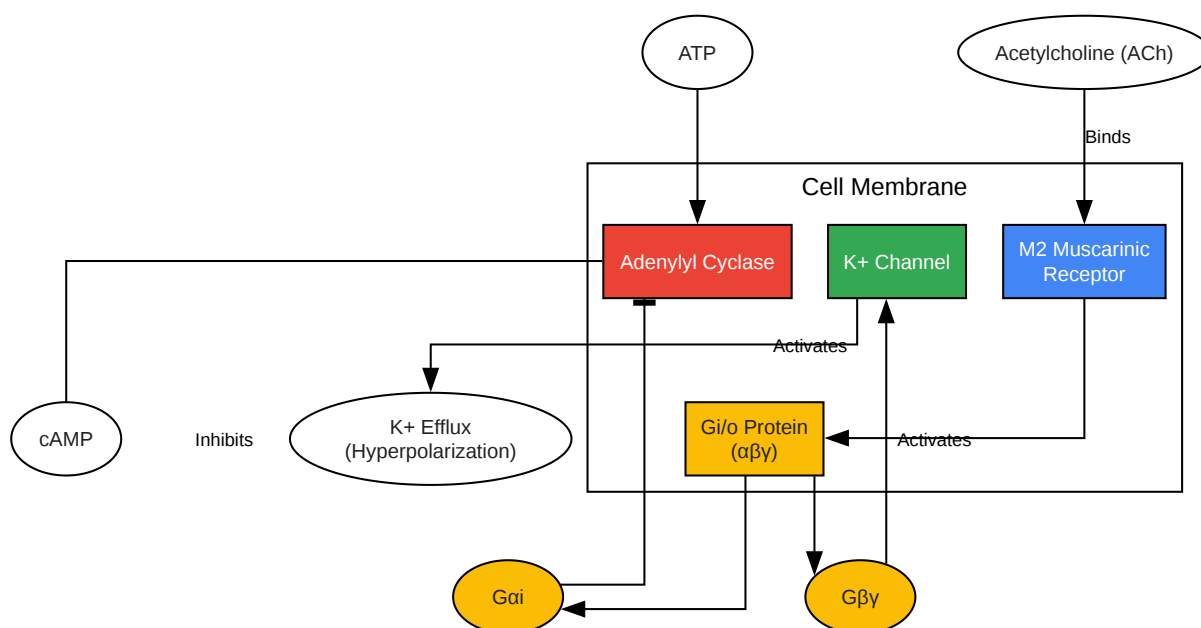 ATP
Acetylcholine (ACh)
Binds
Cell Membrane
Adenylyl Cyclase
K+ Channel
M2 Muscarinic
Receptor
Activates
cAMP
Inhibits
K+ Efflux
(Hyperpolarization)
Gi/o Protein
(αβγ)
Activates
Gαi
Gβγ